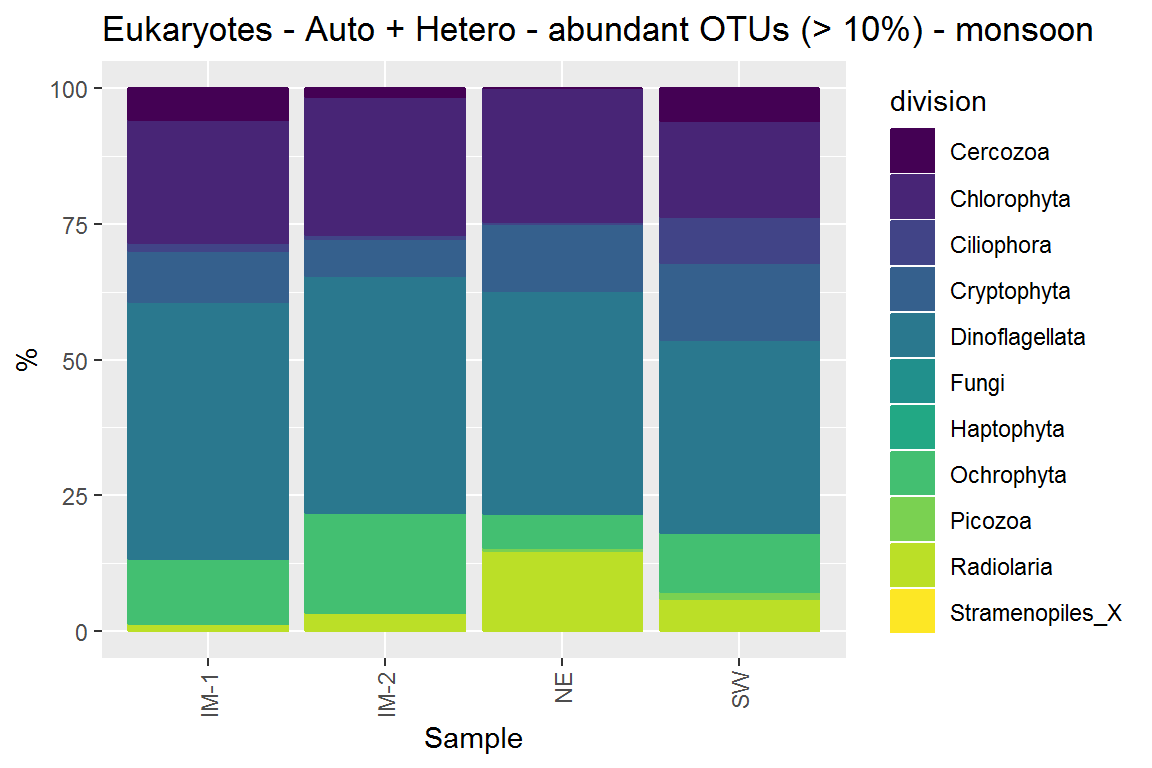 Eukaryotes - Auto + Hetero - abundant OTUs (> 10%) - monsoon
100
75
50
25
0
%
IM-1
IM-2
NE
SW
Sample
division
Cercozoa
Chlorophyta
Ciliophora
Cryptophyta
Dinoflagellata
Fungi
Haptophyta
Ochrophyta
Picozoa
Radiolaria
Stramenopiles_X